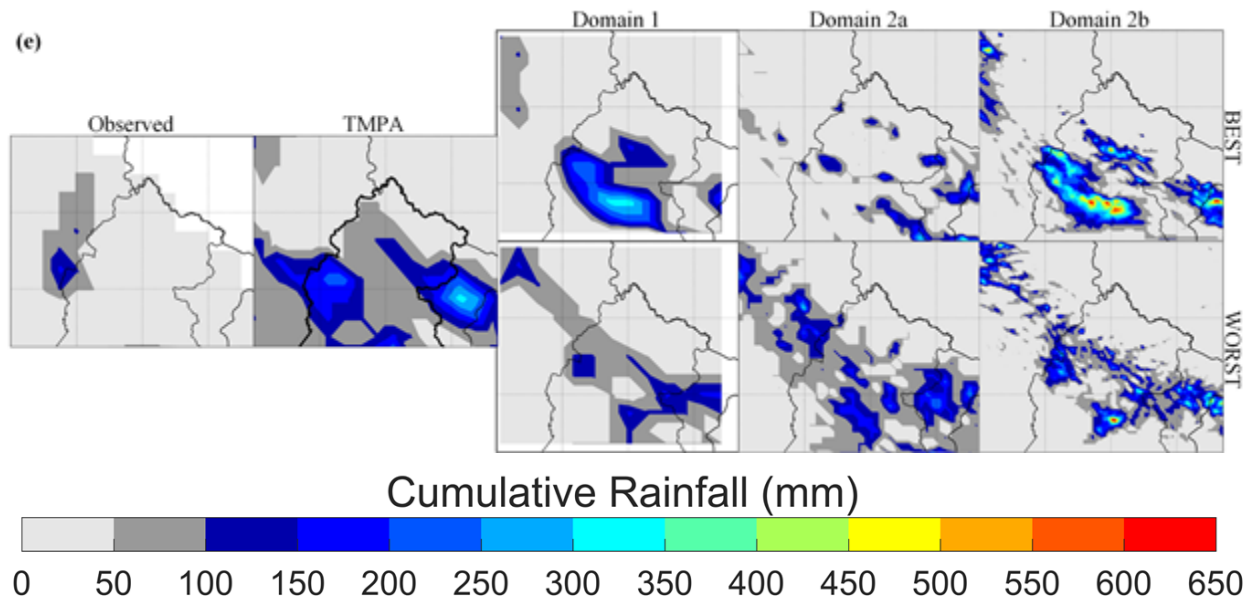 (e)
Domain 1 Domain 2a Domain 2b
Observed TMPA
BEST
WORST
Cumulative Rainfall (mm)
0 50 100 150 200 250 300 350 400 450 500 550 600 650